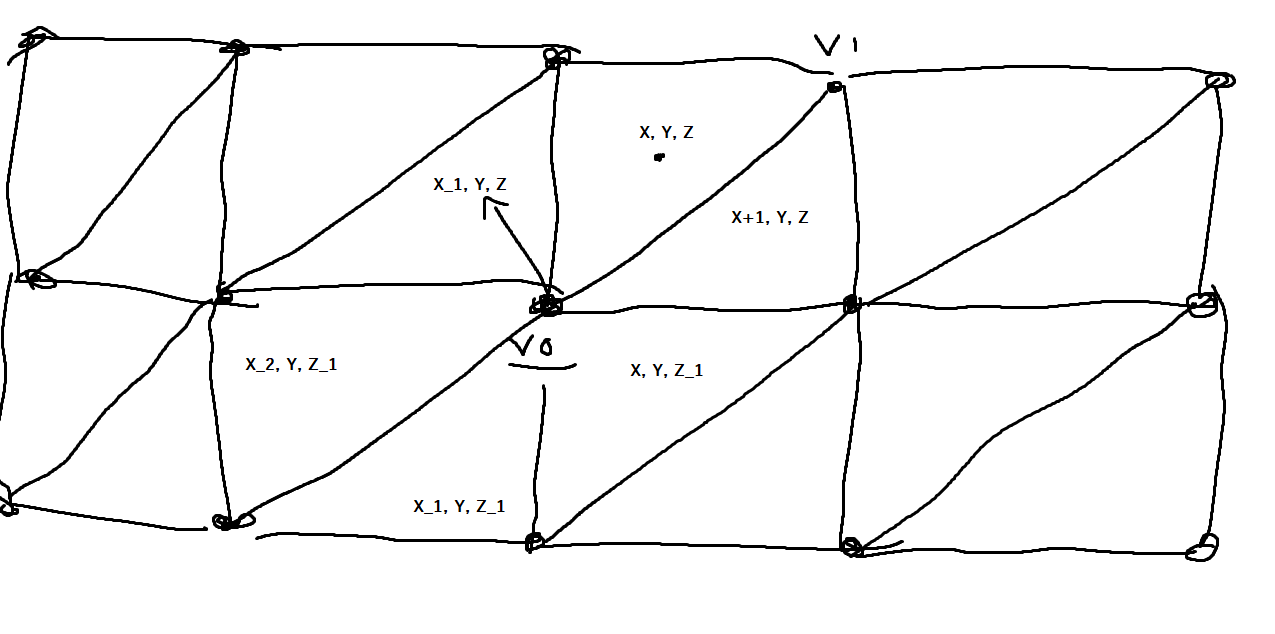 V1
X, Y, Z
X_1, Y, Z
X+1, Y, Z
V0
X_2, Y, Z_1
X, Y, Z_1
X_1, Y, Z_1